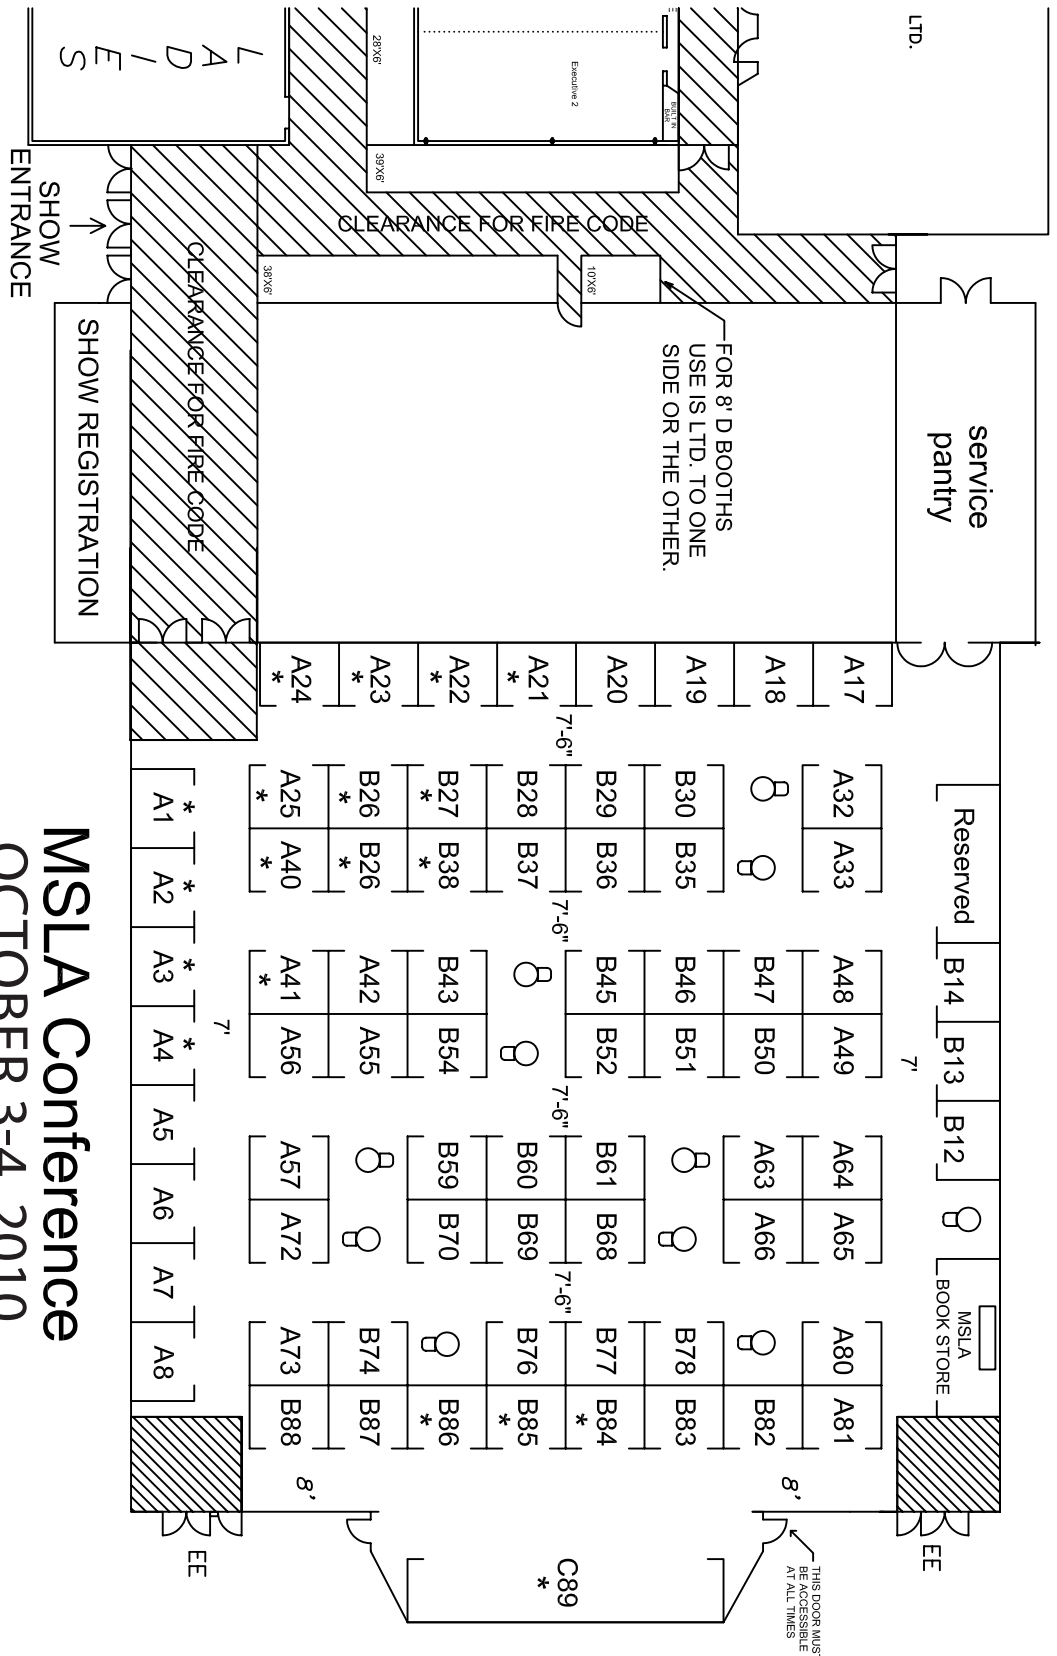 LTD.
service
pantry
Reserved
B14 B13 B12
MSLA
BOOK STORE
EE
7'
A17 A32 A33 A48 A49 A64 A65 A80 A81
THIS DOOR MUST
BE ACCESSIBLE
AT ALL TIMES
8'
A18 B47 B50 A63 A66 B82
FOR 8' D BOOTHS
USE IS LTD. TO ONE
SIDE OR THE OTHER.
BUILT IN
BAR
A19 B30 B35 B46 B51 B78 B83
10'X6'
A20 B29 B36 B45 B52 B61 B68 B77 B84*
Executive 2
7'-6" 7'-6" 7'-6" 7'-6"
C89
*
A21* B28 B37 B60 B69 B76 B85*
CLEARANCE FOR FIRE CODE
A22* B27* B38* B43 B54 B59 B70 B86*
28'X6'
39'X6'
A23* B26* B26* A42 A55 B74 B87
8'
38'X6'
A24* A25* A40* A41* A56 A57 A72 A73 B88
7'
LADIES
CLEARANCE FOR FIRE CODE
EE
* * * *
A1 A2 A3 A4 A5 A6 A7 A8
SHOW REGISTRATION
SHOW
ENTRANCE
MSLA Conference
OCTOBER 3-4, 2010